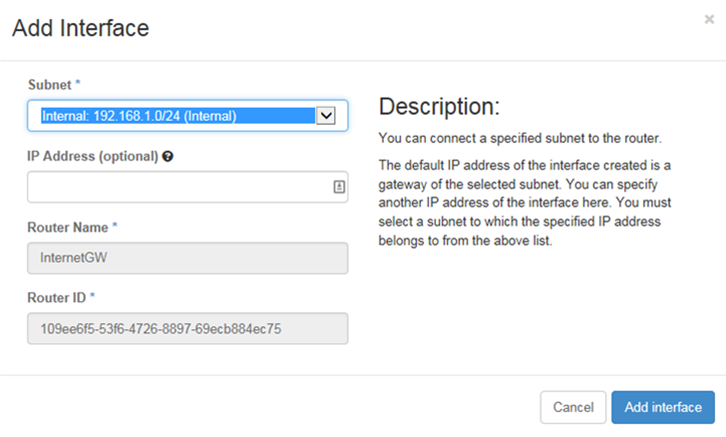 Add Interface
×
Subnet *
Internal: 192.168.1.0/24 (Internal)
IP Address (optional)
Router Name *
InternetGW
Router ID *
109ee6f5-53f6-4726-8897-69ecb884ec75
Description:
You can connect a specified subnet to the router.
The default IP address of the interface created is a
gateway of the selected subnet. You can specify
another IP address of the interface here. You must
select a subnet to which the specified IP address
belongs to from the above list.
Cancel
Add interface